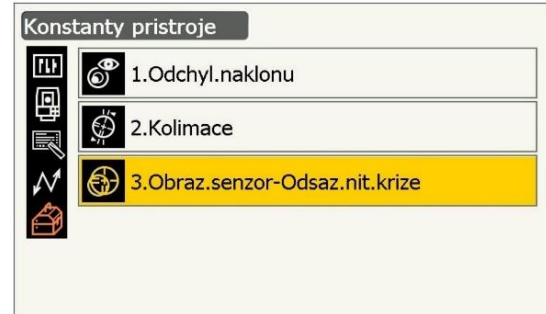 Konstanty pristroje
1.Odchyl.naklonu
2.Kolimace
3.Obraz.senzor-Odsaz.nit.krize